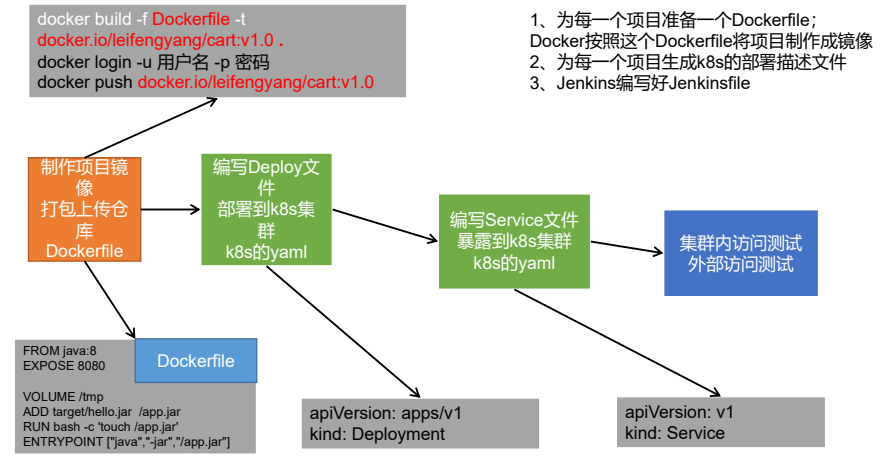 docker build -f Dockerfile -t
docker.io/leifengyang/cart:v1.0 .
docker login -u 用户名 -p 密码
docker push docker.io/leifengyang/cart:v1.0
1、为每一个项目准备一个Dockerfile；
Docker按照这个Dockerfile将项目制作成镜像
2、为每一个项目生成k8s的部署描述文件
3、Jenkins编写好Jenkinsfile
制作项目镜
像
打包上传仓
库
Dockerfile
编写Deploy文
件
部署到k8s集
群
k8s的yaml
编写Service文件
暴露到k8s集群
k8s的yaml
集群内访问测试
外部访问测试
Dockerfile
FROM java:8
EXPOSE 8080
VOLUME /tmp
ADD target/hello.jar /app.jar
RUN bash -c 'touch /app.jar'
ENTRYPOINT ["java","-jar","/app.jar"]
apiVersion: apps/v1
kind: Deployment
apiVersion: v1
kind: Service